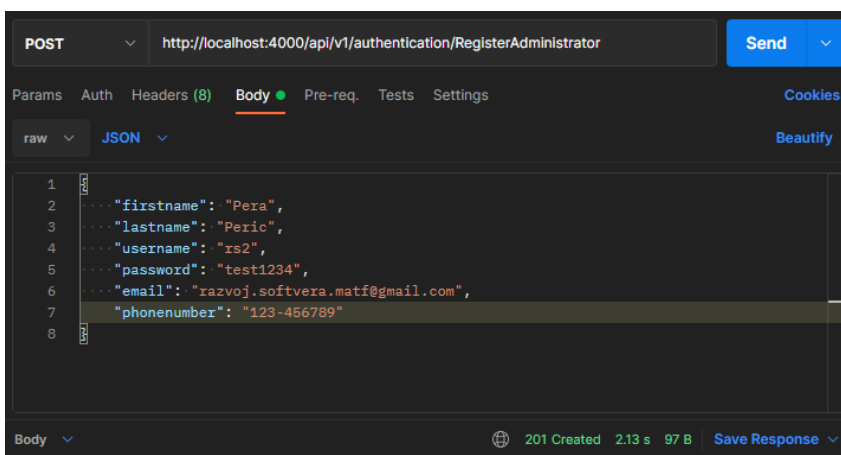 POST http://localhost:4000/api/v1/authentication/RegisterAdministrator Send
Params Auth Headers (8) Body Pre-req. Tests Settings Cookies
raw JSON Beautify
1 {
2 "firstname": "Pera",
3 "lastname": "Peric",
4 "username": "rs2",
5 "password": "test1234",
6 "email": "razvoj.softvera.matf@gmail.com",
7 "phonenumber": "123-456789"
8 }
Body 201 Created 2.13 s 97 B Save Response